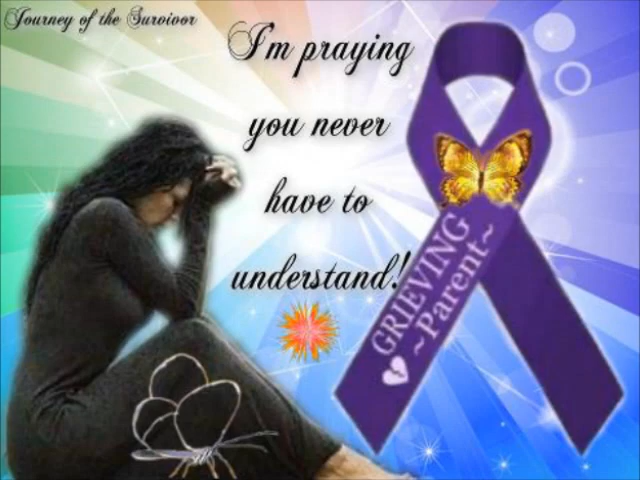 Journey of the Survivor
I'm praying
you never
have to
understand!
GRIEVING
~Parent~